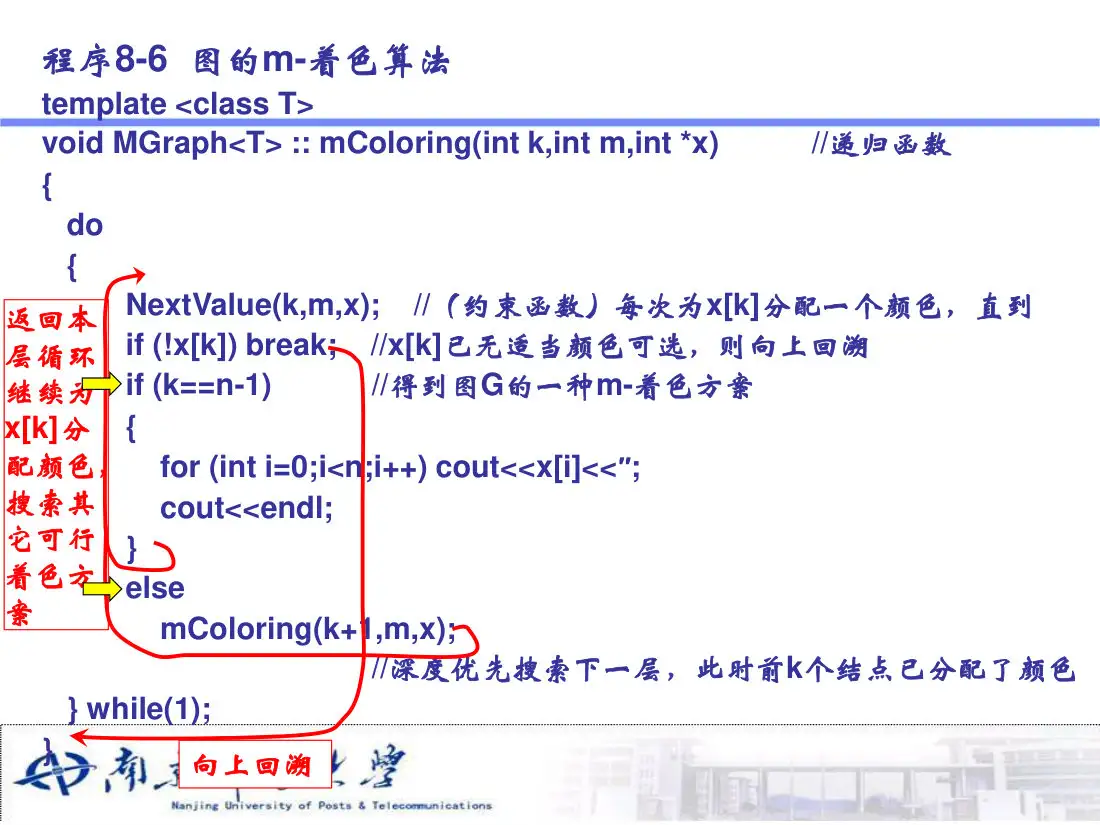 程序8-6 图的m-着色算法
template <class T>
void MGraph<T> :: mColoring(int k,int m,int *x) //递归函数
{
do
{
NextValue(k,m,x); //（约束函数）每次为x[k]分配一个颜色，直到
if (!x[k]) break; //x[k]已无适当颜色可选，则向上回溯
if (k==n-1) //得到图G的一种m-着色方案
{
for (int i=0;i<n;i++) cout<<x[i]<<″;
cout<<endl;
}
else
mColoring(k+1,m,x);
//深度优先搜索下一层，此时前k个结点已分配了颜色
} while(1);
}
返回本
层循环
继续为
x[k]分
配颜色，
搜索其
它可行
着色方
案
向上回溯
南京 大学
Nanjing University of Posts & Telecommunications